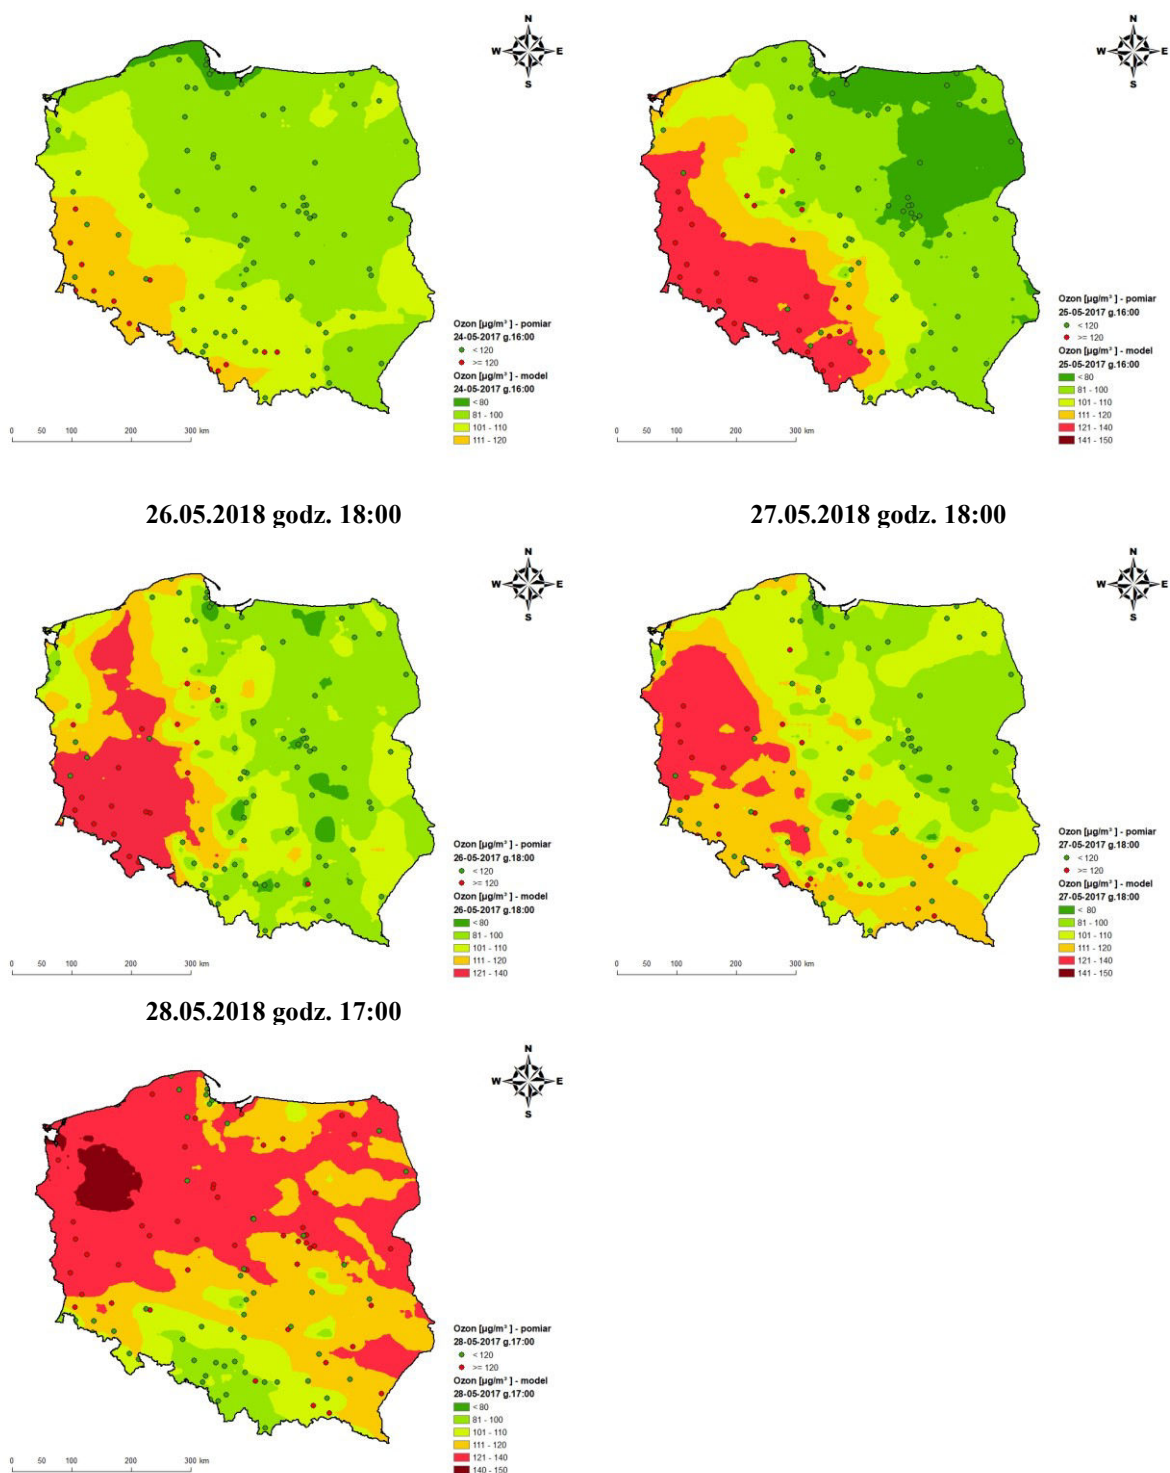 N
W E
S
Ozon [µg/m³ ] - pomiar
24-05-2017 g.16:00
< 120
>= 120
Ozon [µg/m³ ] - model
24-05-2017 g.16:00
< 80
81 - 100
101 - 110
111 - 120
0 50 100 200 300 km
N
W E
S
Ozon [µg/m³ ] - pomiar
25-05-2017 g.16:00
< 120
>= 120
Ozon [µg/m³ ] - model
25-05-2017 g.16:00
< 80
81 - 100
101 - 110
111 - 120
121 - 140
141 - 150
0 50 100 200 300 km
26.05.2018 godz. 18:00
27.05.2018 godz. 18:00
N
W E
S
Ozon [µg/m³ ] - pomiar
26-05-2017 g.18:00
< 120
>= 120
Ozon [µg/m³ ] - model
26-05-2017 g.18:00
< 80
81 - 100
101 - 110
111 - 120
121 - 140
0 50 100 200 300 km
N
W E
S
Ozon [µg/m³ ] - pomiar
27-05-2017 g.18:00
< 120
>= 120
Ozon [µg/m³ ] - model
27-05-2017 g.18:00
< 80
81 - 100
101 - 110
111 - 120
121 - 140
141 - 150
0 50 100 200 300 km
28.05.2018 godz. 17:00
N
W E
S
Ozon [µg/m³ ] - pomiar
28-05-2017 g.17:00
< 120
>= 120
Ozon [µg/m³ ] - model
28-05-2017 g.17:00
< 80
81 - 100
101 - 110
111 - 120
121 - 140
140 - 150
0 50 100 200 300 km